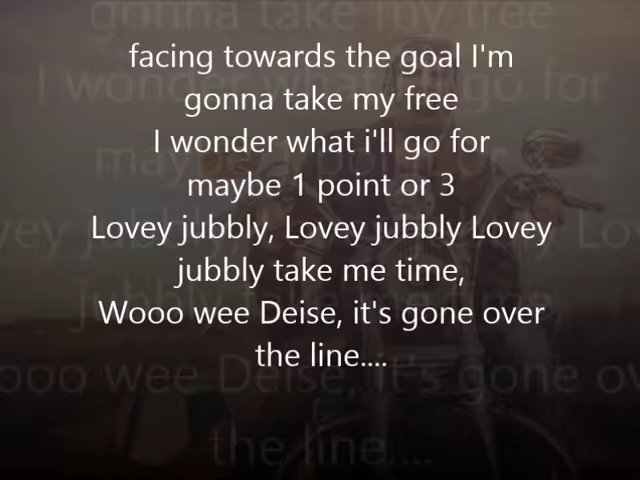 facing towards the goal I'm
gonna take my free
I wonder what i'll go for
maybe 1 point or 3
Lovey jubbly, Lovey jubbly Lovey
jubbly take me time,
Wooo wee Deise, it's gone over
the line....